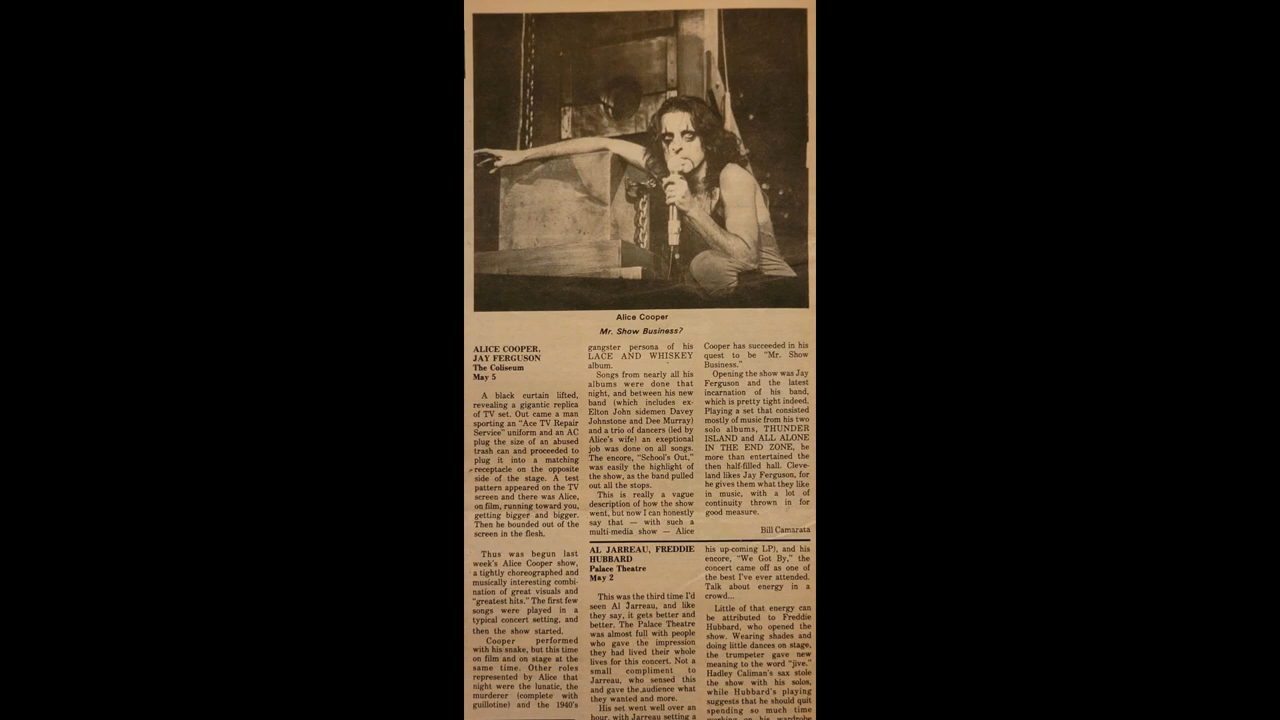 Alice Cooper
Mr. Show Business?
ALICE COOPER,
JAY FERGUSON
The Coliseum
May 5
A black curtain lifted,
revealing a gigantic replica
of TV set. Out came a man
sporting an "Ace TV Repair
Service" uniform and an AC
plug the size of an abused
trash can and proceeded to
plug it into a matching
receptacle on the opposite
side of the stage. A test
pattern appeared on the TV
screen and there was Alice,
on film, running toward you,
getting bigger and bigger.
Then he bounded out of the
screen in the flesh.
Thus was begun last
week's Alice Cooper show,
a tightly choreographed and
musically interesting combi-
nation of great visuals and
"greatest hits." The first few
songs were played in a
typical concert setting, and
then the show started.
Cooper performed
with his snake, but this time
on film and on stage at the
same time. Other roles
represented by Alice that
night were the lunatic, the
murderer (complete with
guillotine) and the 1940's
gangster persona of his
LACE AND WHISKEY
album.
Songs from nearly all his
albums were done that
night, and between his new
band (which includes ex-
Elton John sidemen Davey
Johnstone and Dee Murray)
and a trio of dancers (led by
Alice's wife) an exeptional
job was done on all songs.
The encore, "School's Out,"
was easily the highlight of
the show, as the band pulled
out all the stops.
This is really a vague
description of how the show
went, but now I can honestly
say that — with such a
multi-media show — Alice
Cooper has succeeded in his
quest to be "Mr. Show
Business."
Opening the show was Jay
Ferguson and the latest
incarnation of his band,
which is pretty tight indeed.
Playing a set that consisted
mostly of music from his two
solo albums, THUNDER
ISLAND and ALL ALONE
IN THE END ZONE, he
more than entertained the
then half-filled hall. Cleve-
land likes Jay Ferguson, for
he gives them what they like
in music, with a lot of
continuity thrown in for
good measure.
Bill Camarata
AL JARREAU, FREDDIE
HUBBARD
Palace Theatre
May 2
This was the third time I'd
seen Al Jarreau, and like
they say, it gets better and
better. The Palace Theatre
was almost full with people
who gave the impression
they had lived their whole
lives for this concert. Not a
small compliment to
Jarreau, who sensed this
and gave the audience what
they wanted and more.
His set went well over an
hour, with Jarreau setting a
his up-coming LP), and his
encore, "We Got By," the
concert came off as one of
the best I've ever attended.
Talk about energy in a
crowd...
Little of that energy can
be attributed to Freddie
Hubbard, who opened the
show. Wearing shades and
doing little dances on stage,
the trumpeter gave new
meaning to the word "jive."
Hadley Caliman's sax stole
the show with his solos,
while Hubbard's playing
suggests that he should quit
spending so much time
working on his wardrobe